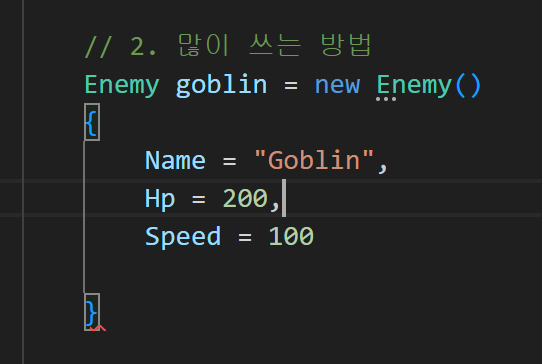 // 2. 많이 쓰는 방법
Enemy goblin = new Enemy()
{
Name = "Goblin",
Hp = 200,
Speed = 100
}